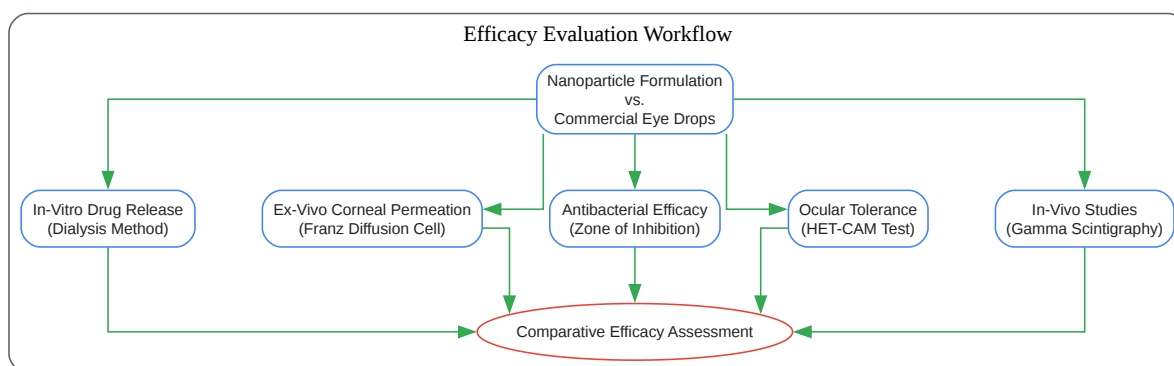 Efficacy Evaluation Workflow
Nanoparticle Formulation
vs.
Commercial Eye Drops
In-Vitro Drug Release
(Dialysis Method)
Ex-Vivo Corneal Permeation
(Franz Diffusion Cell)
Antibacterial Efficacy
(Zone of Inhibition)
Ocular Tolerance
(HET-CAM Test)
In-Vivo Studies
(Gamma Scintigraphy)
Comparative Efficacy Assessment